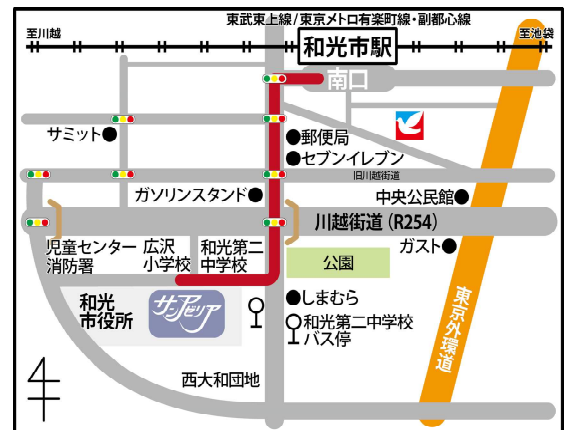 東武東上線/東京メトロ有楽町線・副都心線
至川越
至池袋
和光市駅
南口
サミット
郵便局
セブンイレブン
旧川越街道
ガソリンスタンド
中央公民館
川越街道（R254）
児童センター
消防署
広沢
小学校
和光第二
中学校
ガスト
公園
和光
市役所
サンアゼリア
しまむら
和光第二中学校
バス停
東京外環道
西大和団地